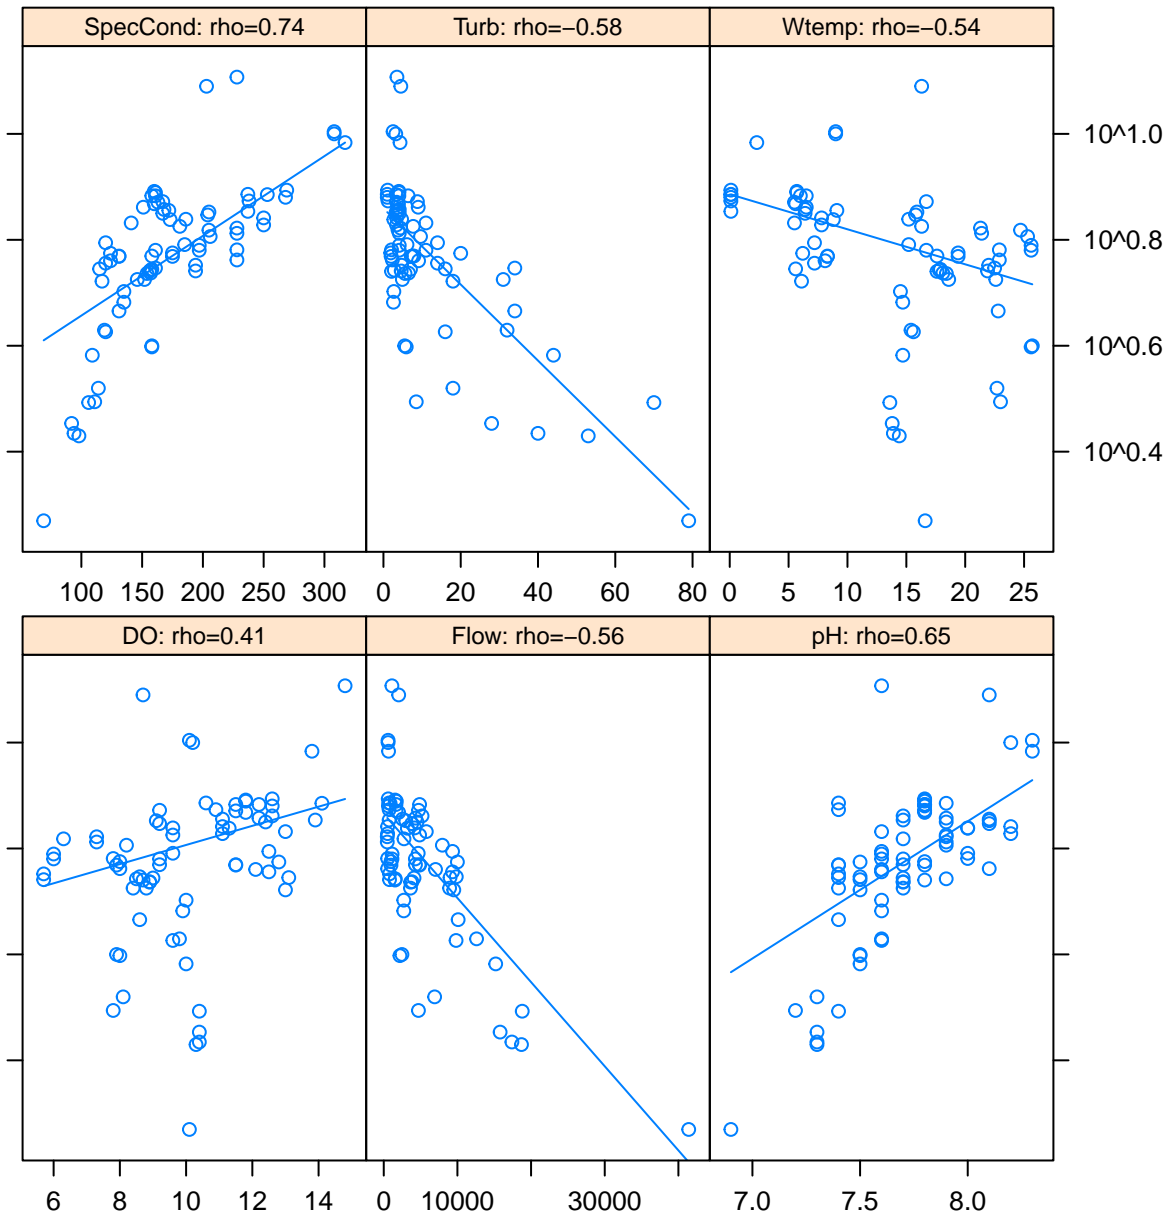 SpecCond: rho=0.74 Turb: rho=−0.58 Wtemp: rho=−0.54
10^1.0
10^0.8
10^0.6
10^0.4
100 150 200 250 300 0 20 40 60 80 0 5 10 15 20 25
DO: rho=0.41 Flow: rho=−0.56 pH: rho=0.65
6 8 10 12 14 0 10000 30000 7.0 7.5 8.0